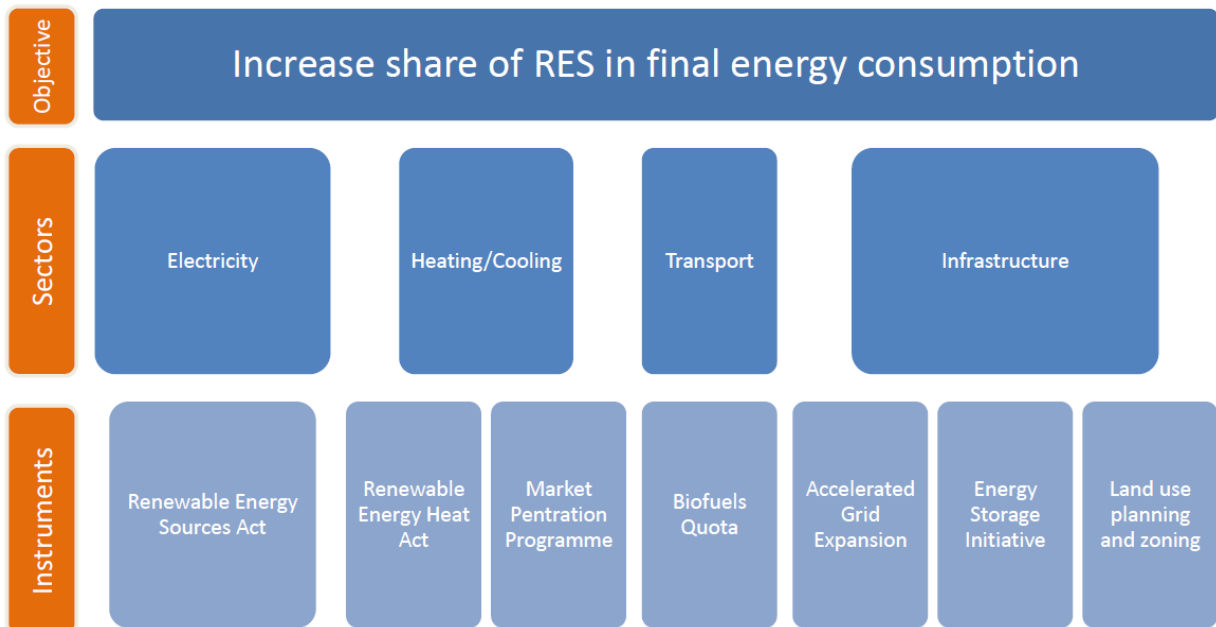 Objective
Increase share of RES in final energy consumption
Sectors
Electricity
Heating/Cooling
Transport
Infrastructure
Instruments
Renewable Energy
Sources Act
Renewable
Energy Heat
Act
Market
Pentration
Programme
Biofuels
Quota
Accelerated
Grid
Expansion
Energy
Storage
Initiative
Land use
planning
and zoning